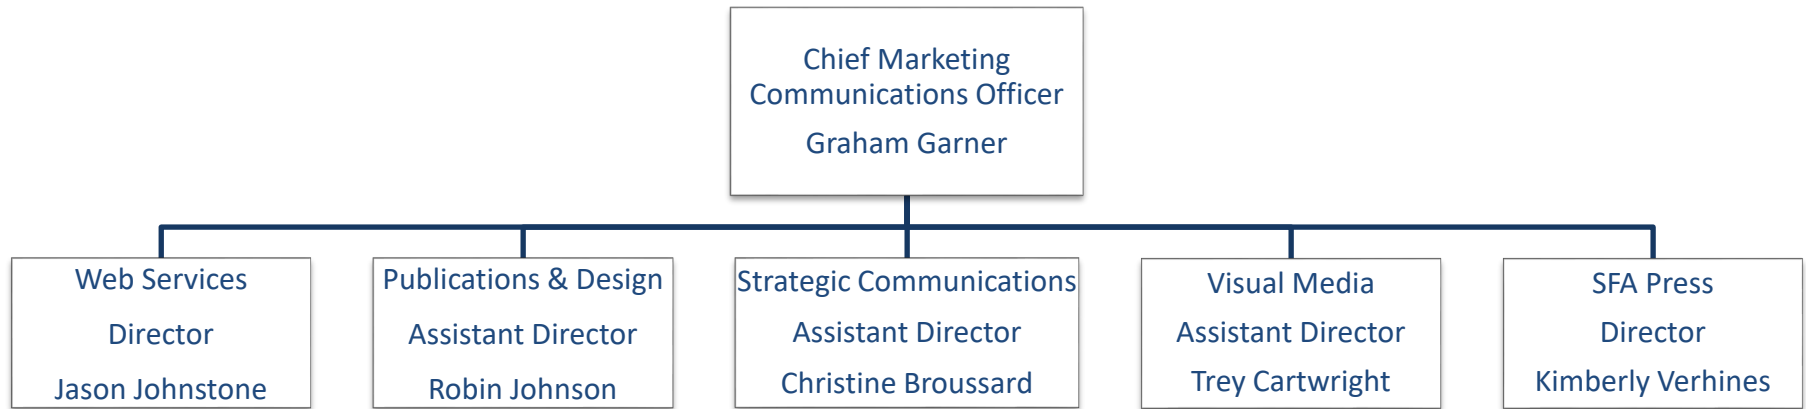 Chief Marketing
Communications Officer
Graham Garner
Web Services
Director
Jason Johnstone
Publications & Design
Assistant Director
Robin Johnson
Strategic Communications
Assistant Director
Christine Broussard
Visual Media
Assistant Director
Trey Cartwright
SFA Press
Director
Kimberly Verhines